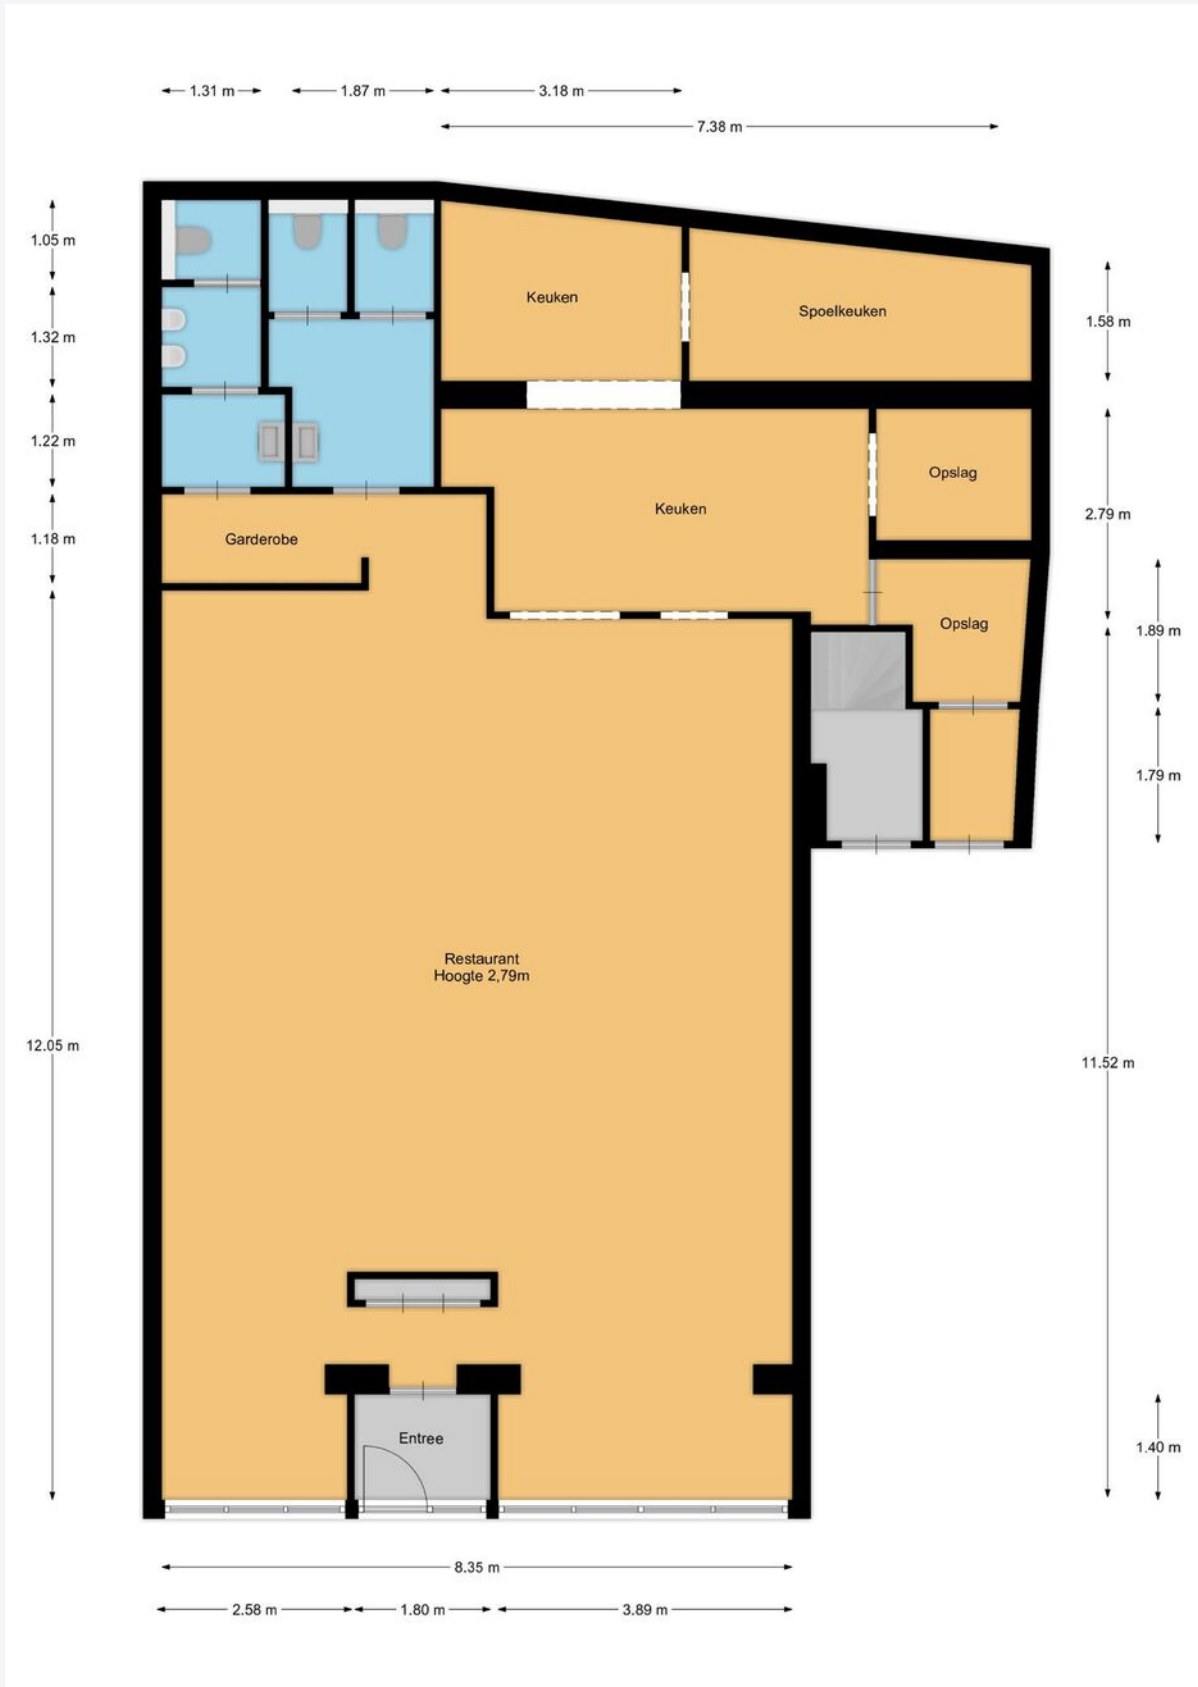 1.31 m
1.87 m
3.18 m
7.38 m
1.05 m
Keuken
Spoelkeuken
1.58 m
1.32 m
1.22 m
Opslag
Keuken
2.79 m
1.18 m
Garderobe
Opslag
1.89 m
1.79 m
Restaurant
Hoogte 2,79m
12.05 m
11.52 m
Entree
1.40 m
8.35 m
2.58 m
1.80 m
3.89 m